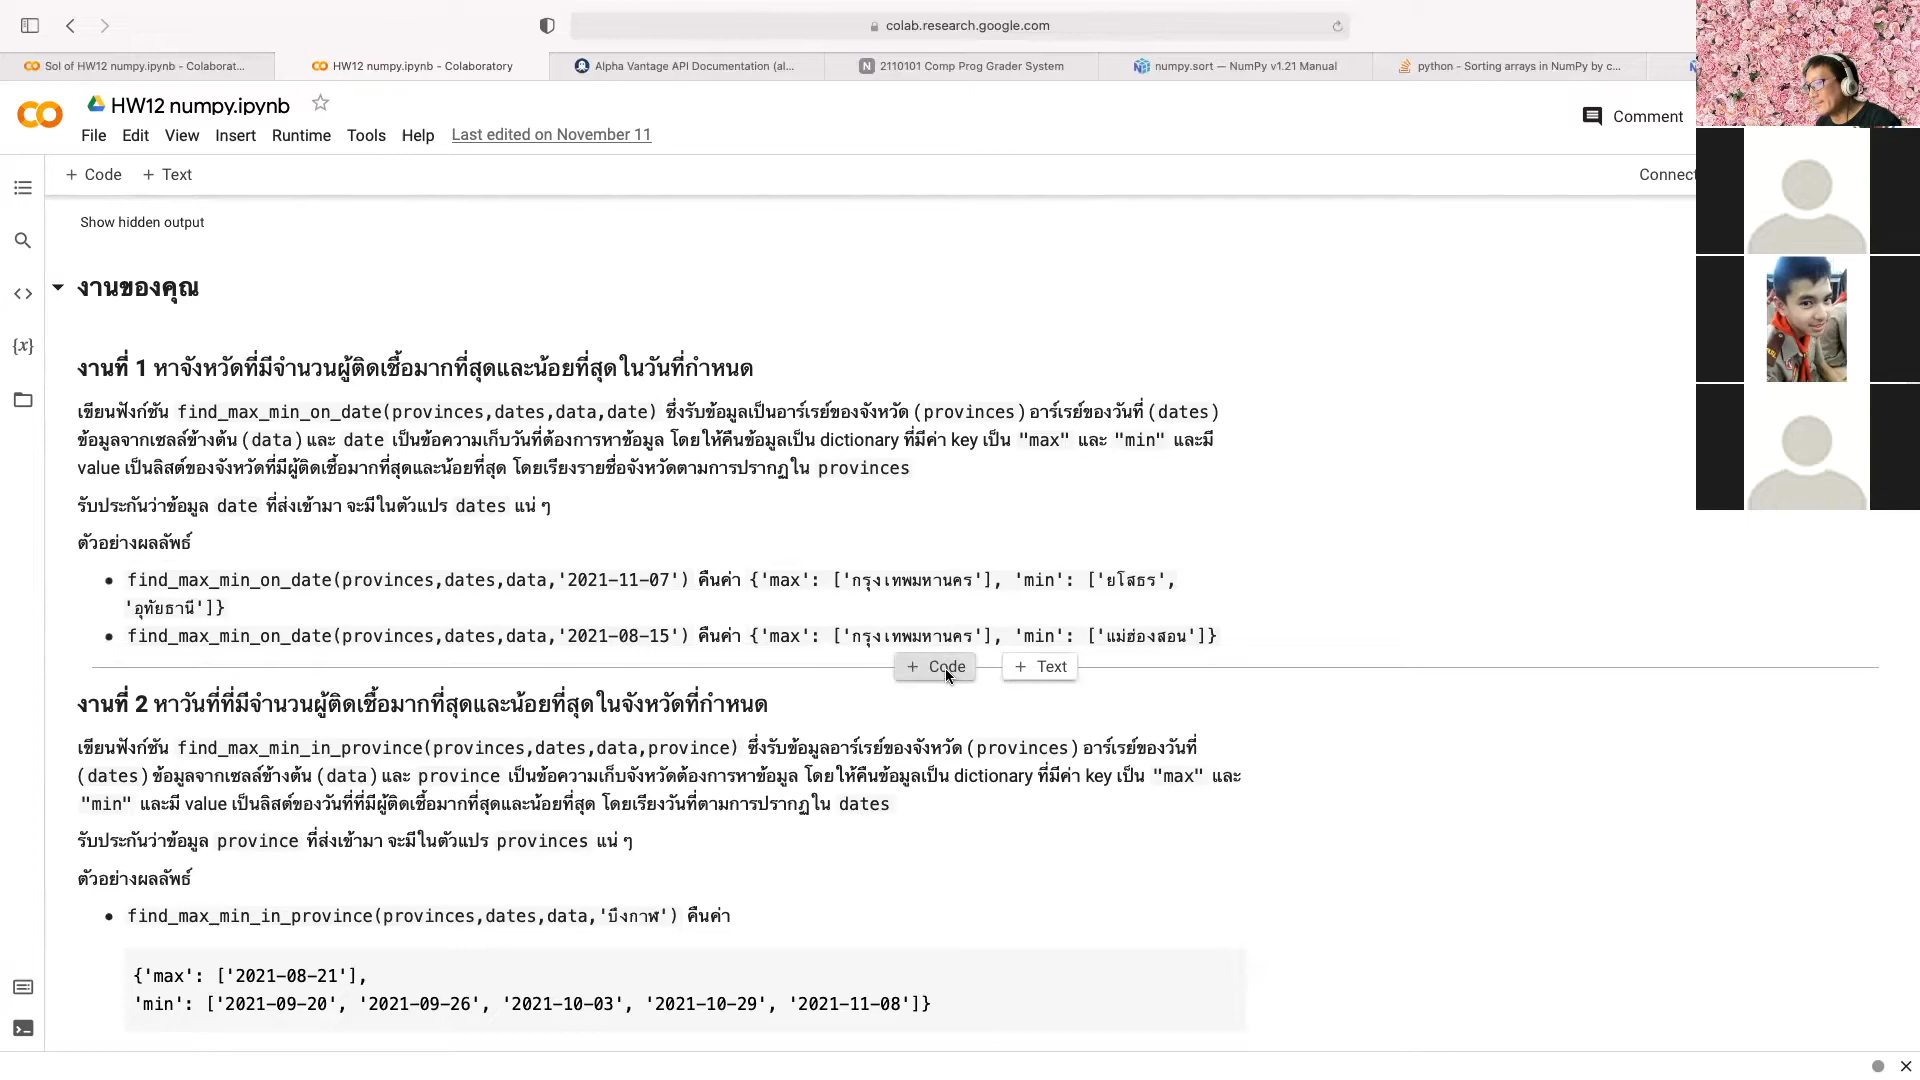 colab.research.google.com
Sol of HW12 numpy.ipynb - Colaborat...
HW12 numpy.ipynb - Colaboratory
Alpha Vantage API Documentation (al...
2110101 Comp Prog Grader System
numpy.sort — NumPy v1.21 Manual
python - Sorting arrays in NumPy by c...
HW12 numpy.ipynb
Comment
File Edit View Insert Runtime Tools Help Last edited on November 11
+ Code + Text
Connect
Show hidden output
งานของคุณ
งานที่ 1 หาจังหวัดที่มีจำนวนผู้ติดเชื้อมากที่สุดและน้อยที่สุดในวันที่กำหนด
เขียนฟังก์ชัน find_max_min_on_date(provinces,dates,data,date) ซึ่งรับข้อมูลเป็นอาร์เรย์ของจังหวัด (provinces) อาร์เรย์ของวันที่ (dates)
ข้อมูลจากเซลล์ข้างต้น (data) และ date เป็นข้อความเก็บวันที่ต้องการหาข้อมูล โดยให้คืนข้อมูลเป็น dictionary ที่มีค่า key เป็น "max" และ "min" และมี
value เป็นลิสต์ของจังหวัดที่มีผู้ติดเชื้อมากที่สุดและน้อยที่สุด โดยเรียงรายชื่อจังหวัดตามการปรากฏใน provinces
รับประกันว่าข้อมูล date ที่ส่งเข้ามา จะมีในตัวแปร dates แน่ ๆ
ตัวอย่างผลลัพธ์
• find_max_min_on_date(provinces,dates,data,'2021-11-07') คืนค่า {'max': ['กรุงเทพมหานคร'], 'min': ['ยโสธร',
'อุทัยธานี']}
• find_max_min_on_date(provinces,dates,data,'2021-08-15') คืนค่า {'max': ['กรุงเทพมหานคร'], 'min': ['แม่ฮ่องสอน']}
+ Code + Text
งานที่ 2 หาวันที่ที่มีจำนวนผู้ติดเชื้อมากที่สุดและน้อยที่สุดในจังหวัดที่กำหนด
เขียนฟังก์ชัน find_max_min_in_province(provinces,dates,data,province) ซึ่งรับข้อมูลอาร์เรย์ของจังหวัด (provinces) อาร์เรย์ของวันที่
(dates) ข้อมูลจากเซลล์ข้างต้น (data) และ province เป็นข้อความเก็บจังหวัดต้องการหาข้อมูล โดยให้คืนข้อมูลเป็น dictionary ที่มีค่า key เป็น "max" และ
"min" และมี value เป็นลิสต์ของวันที่ที่มีผู้ติดเชื้อมากที่สุดและน้อยที่สุด โดยเรียงวันที่ตามการปรากฏใน dates
รับประกันว่าข้อมูล province ที่ส่งเข้ามา จะมีในตัวแปร provinces แน่ ๆ
ตัวอย่างผลลัพธ์
• find_max_min_in_province(provinces,dates,data,'บึงกาฬ') คืนค่า
{'max': ['2021-08-21'],
'min': ['2021-09-20', '2021-09-26', '2021-10-03', '2021-10-29', '2021-11-08']}